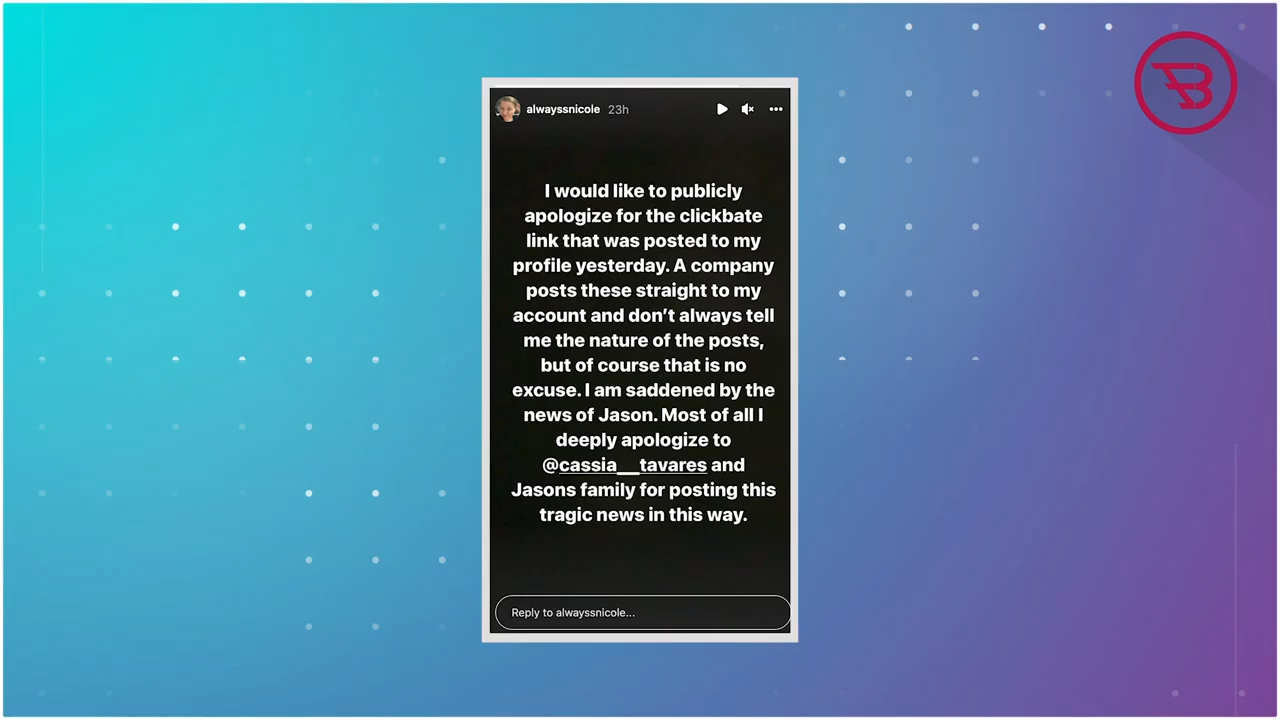 alwayssnicole 23h
I would like to publicly
apologize for the clickbate
link that was posted to my
profile yesterday. A company
posts these straight to my
account and don't always tell
me the nature of the posts,
but of course that is no
excuse. I am saddened by the
news of Jason. Most of all I
deeply apologize to
@cassia__tavares and
Jasons family for posting this
tragic news in this way.
Reply to alwayssnicole...